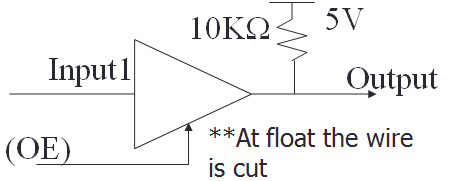 10KΩ 5V
Input1
Output
(OE)
**At float the wire
is cut